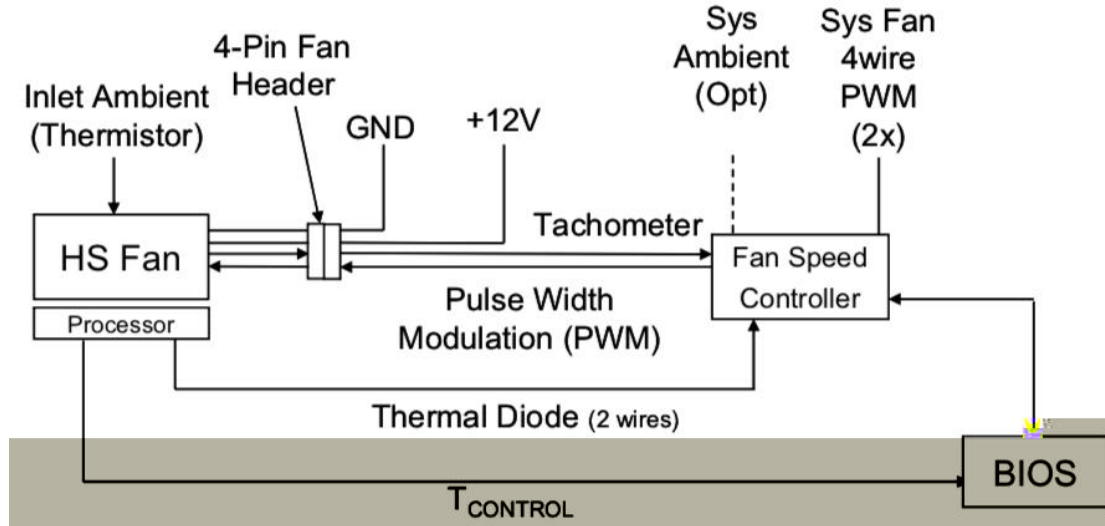 4-Pin Fan
Header
Sys
Ambient
(Opt)
Sys Fan
4wire
PWM
(2x)
Inlet Ambient
(Thermistor)
GND
+12V
Tachometer
HS Fan
Fan Speed
Controller
Pulse Width
Modulation (PWM)
Processor
Thermal Diode (2 wires)
BIOS
TCONTROL